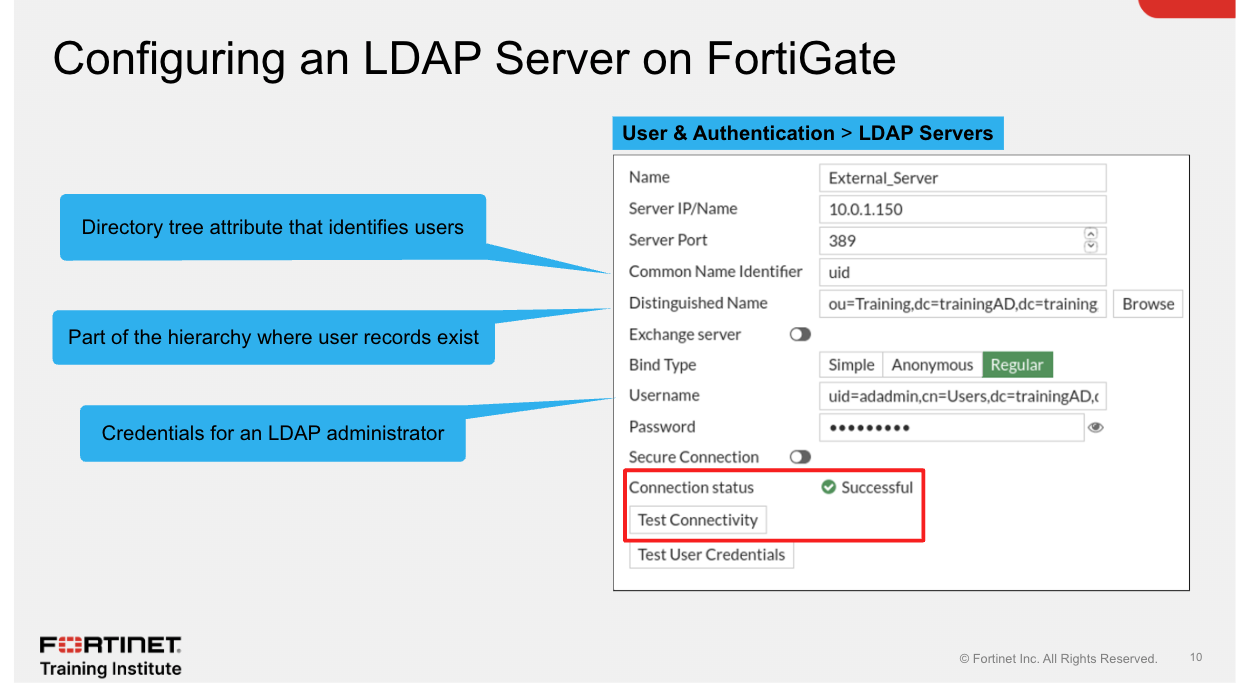 Configuring an LDAP Server on FortiGate
User & Authentication > LDAP Servers
Directory tree attribute that identifies users
Part of the hierarchy where user records exist
Credentials for an LDAP administrator
Name External_Server
Server IP/Name 10.0.1.150
Server Port 389
Common Name Identifier uid
Distinguished Name ou=Training,dc=trainingAD,dc=training. Browse
Exchange server
Bind Type Simple Anonymous Regular
Username uid=adadmin,cn=Users,dc=trainingAD,
Password •••••••••
Secure Connection
Connection status Successful
Test Connectivity
Test User Credentials
FORTINET
Training Institute
© Fortinet Inc. All Rights Reserved. 10